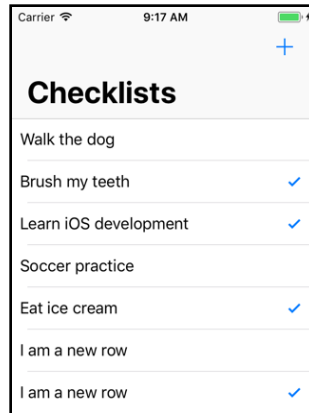 Carrier 9:17 AM
+
Checklists
Walk the dog
Brush my teeth
Learn iOS development
Soccer practice
Eat ice cream
I am a new row
I am a new row